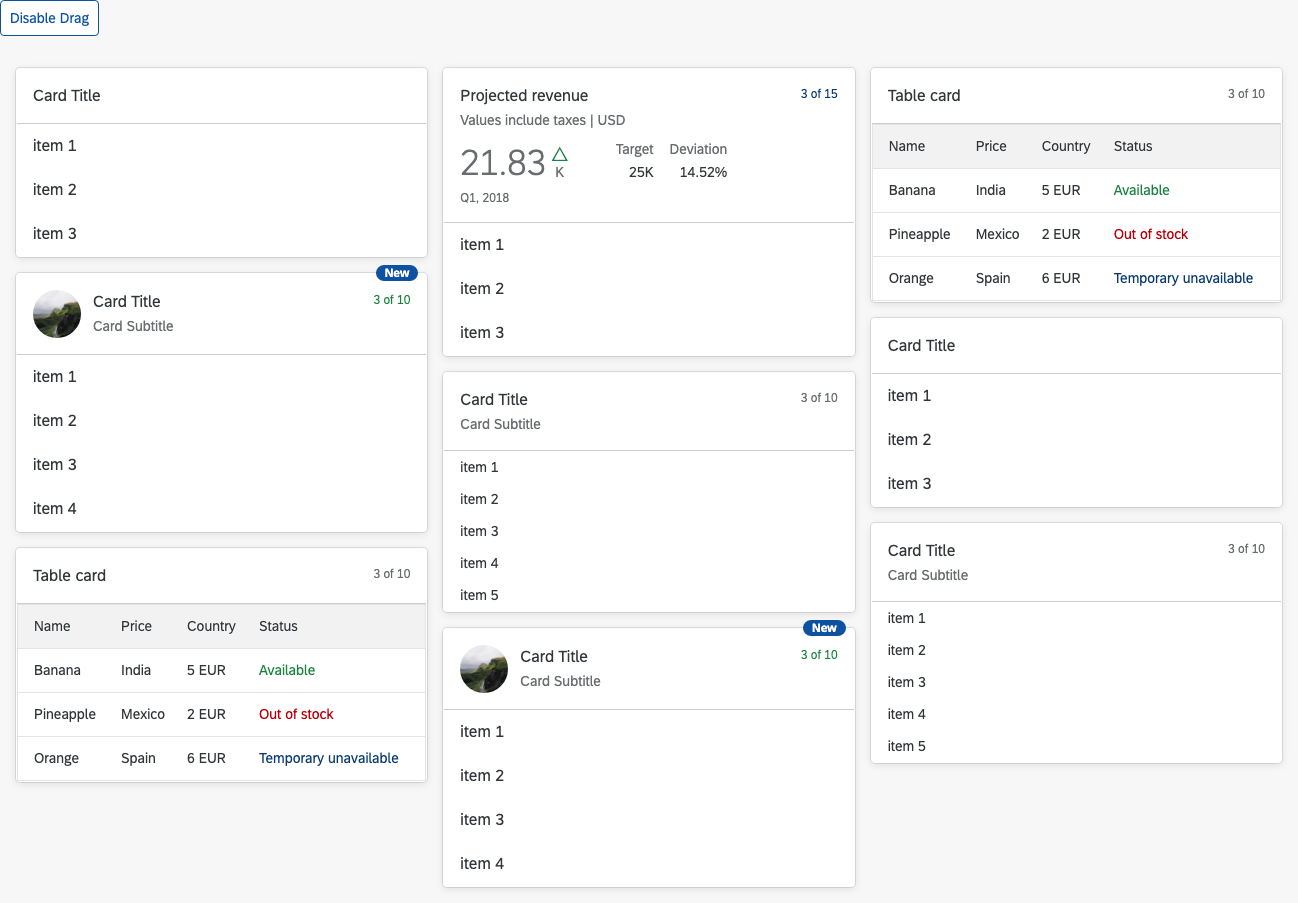 Disable Drag
Card Title
item 1
item 2
item 3
New
Card Title
3 of 10
Card Subtitle
item 1
item 2
item 3
item 4
Table card
3 of 10
Name Price Country Status
Banana India 5 EUR Available
Pineapple Mexico 2 EUR Out of stock
Orange Spain 6 EUR Temporary unavailable
Projected revenue
3 of 15
Values include taxes | USD
Target Deviation
21.83 K 25K 14.52%
Q1, 2018
item 1
item 2
item 3
Card Title
3 of 10
Card Subtitle
item 1
item 2
item 3
item 4
item 5
New
Card Title
3 of 10
Card Subtitle
item 1
item 2
item 3
item 4
Table card
3 of 10
Name Price Country Status
Banana India 5 EUR Available
Pineapple Mexico 2 EUR Out of stock
Orange Spain 6 EUR Temporary unavailable
Card Title
item 1
item 2
item 3
Card Title
3 of 10
Card Subtitle
item 1
item 2
item 3
item 4
item 5